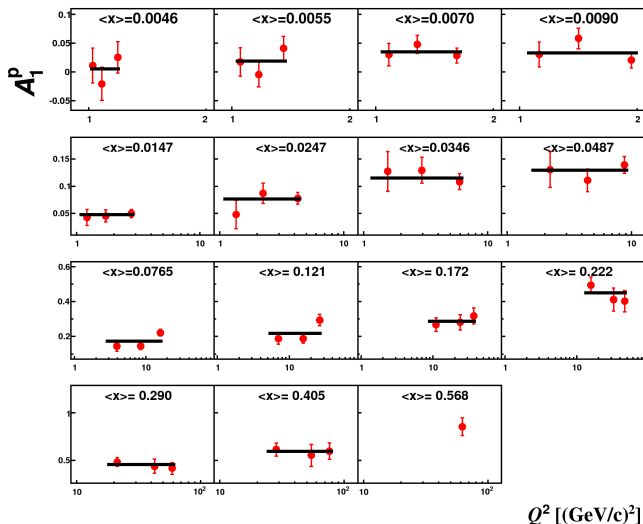 <x>=0.0046 <x>=0.0055 <x>=0.0070 <x>=0.0090
0.1
0.05
0
-0.05
A₁ᵖ
1 2 1 2 1 2 1 2
<x>=0.0147 <x>=0.0247 <x>=0.0346 <x>=0.0487
0.15
0.1
0.05
1 10 1 10 1 10 1 10
<x>=0.0765 <x>= 0.121 <x>= 0.172 <x>= 0.222
0.6
0.4
0.2
10 10 10 10
<x>= 0.290 <x>= 0.405 <x>= 0.568
1
0.5
10 10² 10 10² 10 10²
Q² [(GeV/c)²]